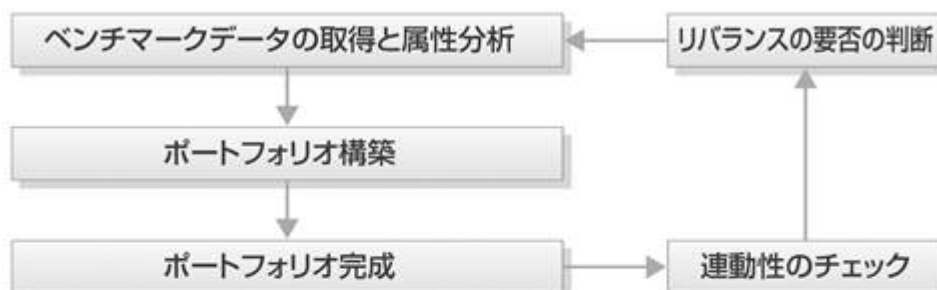 ベンチマークデータの取得と属性分析
リバランスの要否の判断
ポートフォリオ構築
ポートフォリオ完成
連動性のチェック